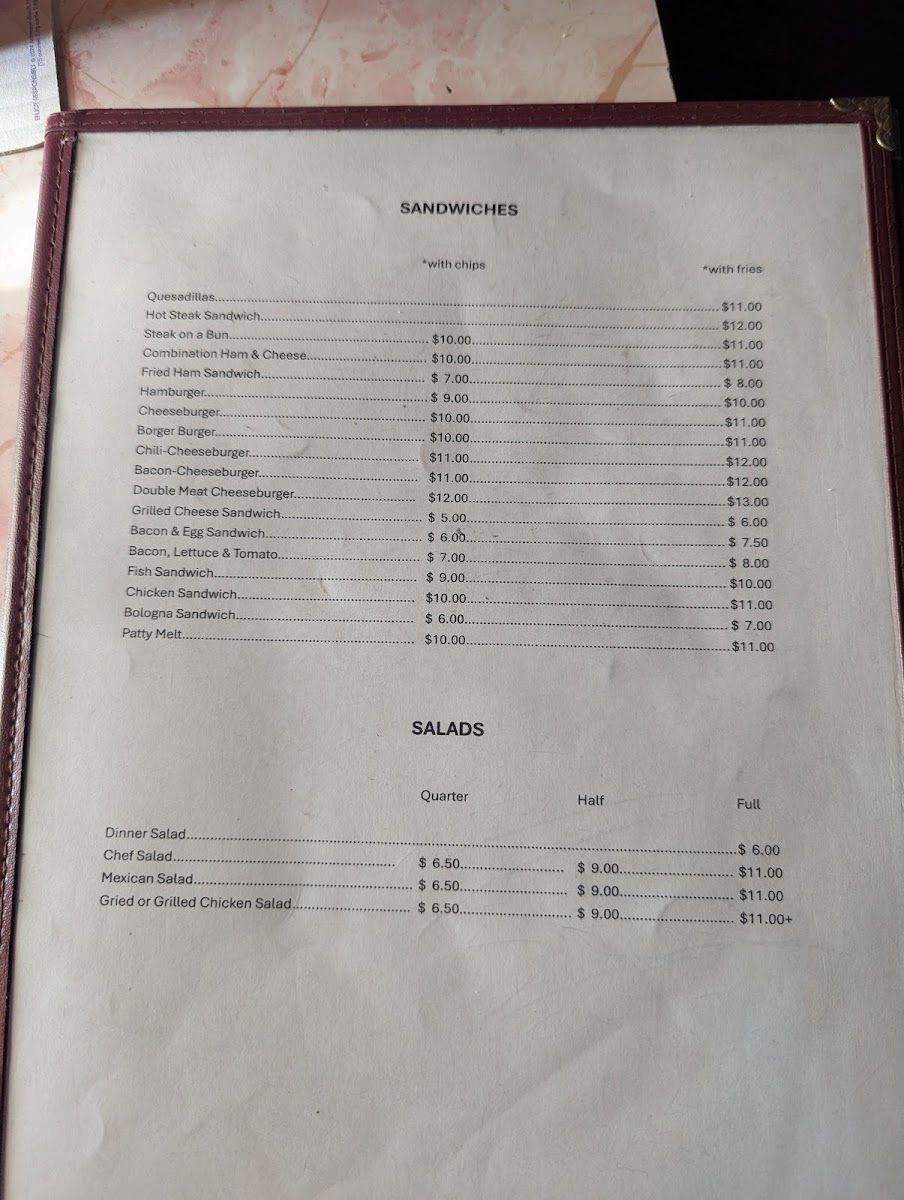 SANDWICHES
*with chips *with fries
Quesadillas.....$11.00
Hot Steak Sandwich.....$12.00
Steak on a Bun.....$10.00.....$11.00
Combination Ham & Cheese.....$10.00.....$11.00
Fried Ham Sandwich.....$ 7.00.....$ 8.00
Hamburger.....$ 9.00.....$10.00
Cheeseburger.....$10.00.....$11.00
Borger Burger.....$10.00.....$11.00
Chili-Cheeseburger.....$11.00.....$12.00
Bacon-Cheeseburger.....$11.00.....$12.00
Double Meat Cheeseburger.....$12.00.....$13.00
Grilled Cheese Sandwich.....$ 5.00.....$ 6.00
Bacon & Egg Sandwich.....$ 6.00.....$ 7.50
Bacon, Lettuce & Tomato.....$ 7.00.....$ 8.00
Fish Sandwich.....$ 9.00.....$10.00
Chicken Sandwich.....$10.00.....$11.00
Bologna Sandwich.....$ 6.00.....$ 7.00
Patty Melt.....$10.00.....$11.00
SALADS
Quarter Half Full
Dinner Salad.....$ 6.00
Chef Salad.....$ 6.50.....$ 9.00.....$11.00
Mexican Salad.....$ 6.50.....$ 9.00.....$11.00
Gried or Grilled Chicken Salad.....$ 6.50.....$ 9.00.....$11.00+